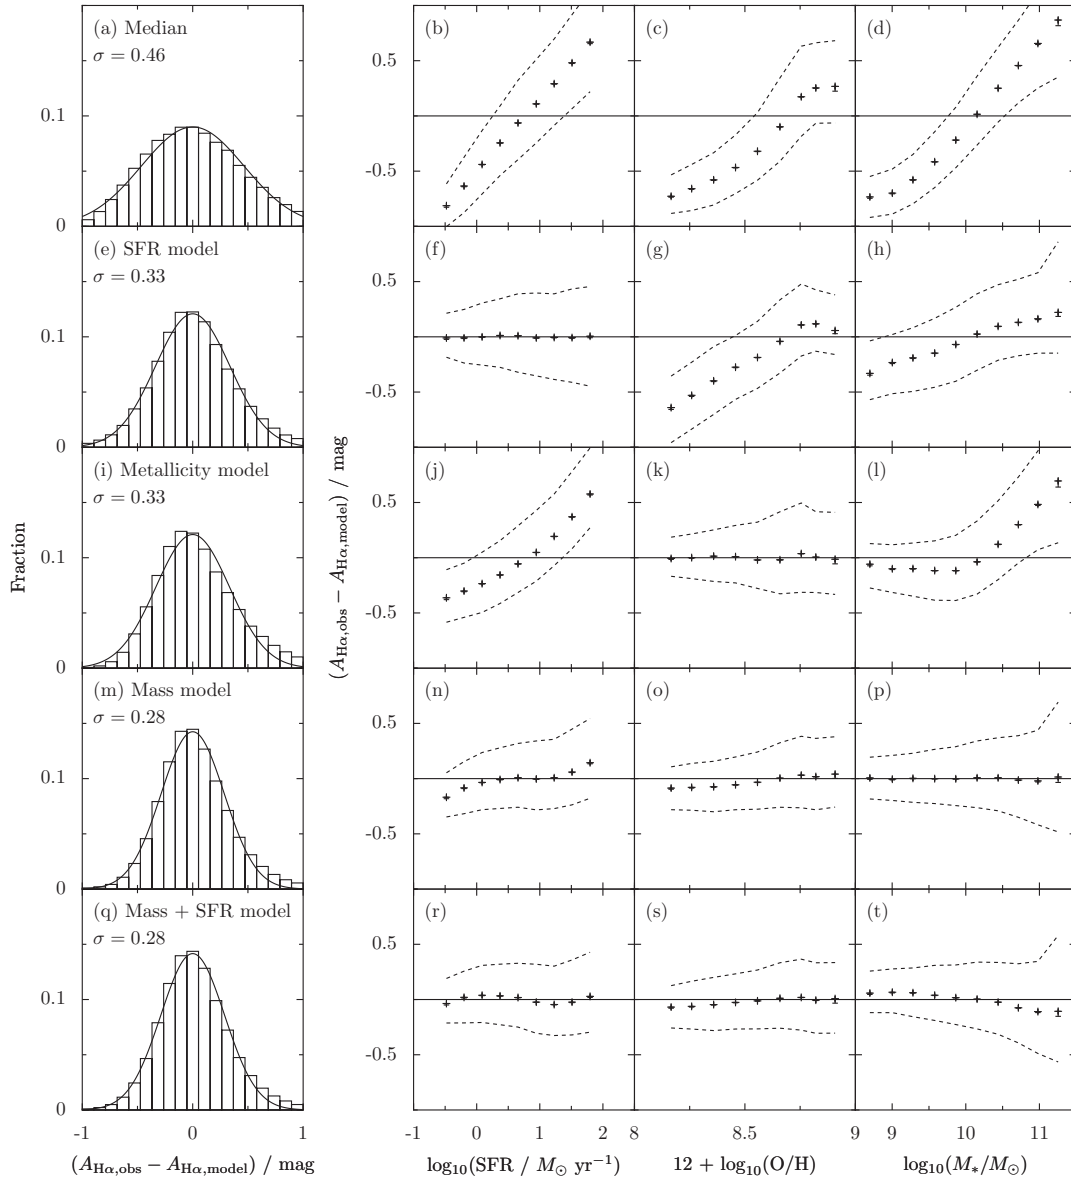 (a) Median
σ = 0.46
(b)
(c)
(d)
0.1
0
0.5
-0.5
(e) SFR model
σ = 0.33
(f)
(g)
(h)
0.1
0
0.5
-0.5
(i) Metallicity model
σ = 0.33
(j)
(k)
(l)
0.1
0
0.5
-0.5
(m) Mass model
σ = 0.28
(n)
(o)
(p)
0.1
0
0.5
-0.5
(q) Mass + SFR model
σ = 0.28
(r)
(s)
(t)
0.1
0
0.5
-0.5
Fraction
(A_Hα,obs − A_Hα,model) / mag
-1 0 1
-1 0 1 2
8 8.5 9
9 10 11
(A_Hα,obs − A_Hα,model) / mag
log₁₀(SFR / M⊙ yr⁻¹)
12 + log₁₀(O/H)
log₁₀(M∗/M⊙)